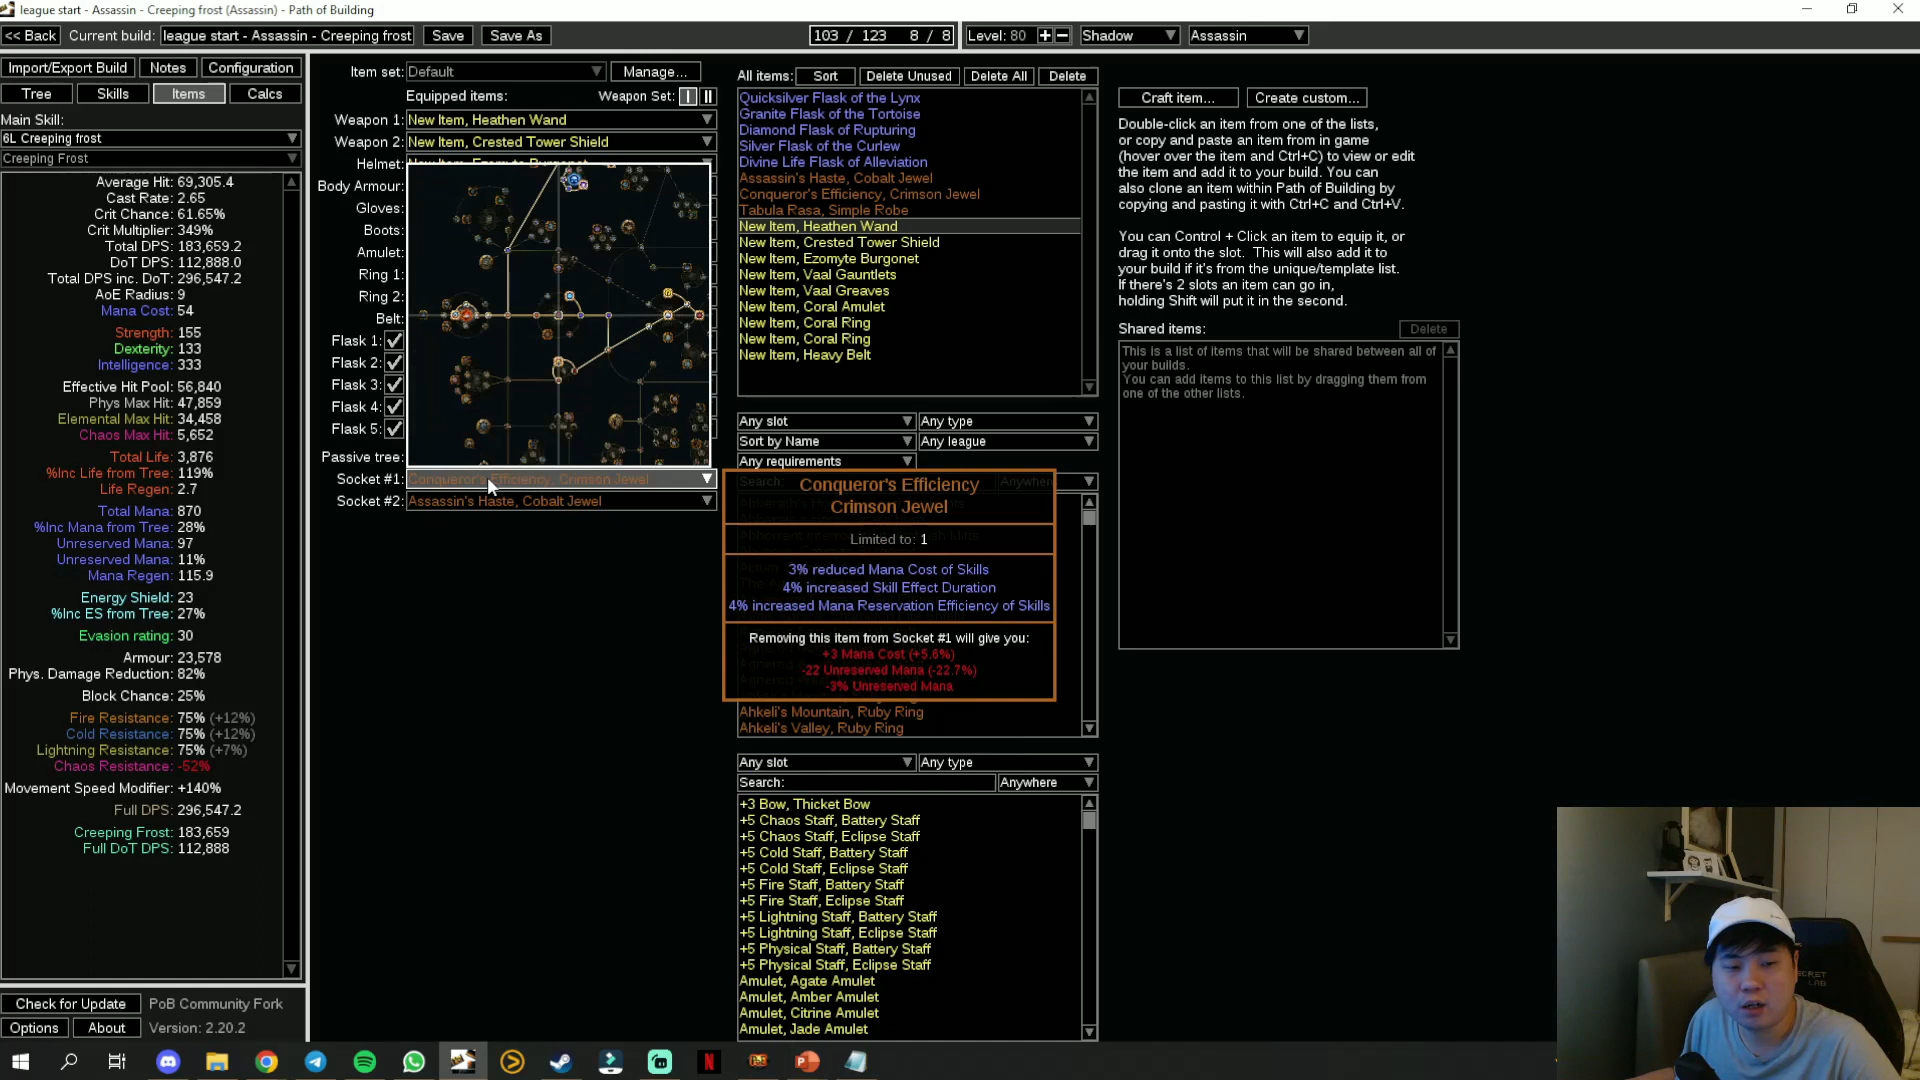 league start - Assassin - Creeping frost (Assassin) - Path of Building
<< Back
Current build: league start - Assassin - Creeping frost
Save
Save As
103 / 123 8 / 8
Level: 80
Shadow
Assassin
Import/Export Build
Notes
Configuration
Tree
Skills
Items
Calcs
Main Skill:
6L Creeping frost
Creeping Frost
Average Hit: 69,305.4
Cast Rate: 2.65
Crit Chance: 61.65%
Crit Multiplier: 349%
Total DPS: 183,659.2
DoT DPS: 112,888.0
Total DPS inc. DoT: 296,547.2
AoE Radius: 9
Mana Cost: 54
Strength: 155
Dexterity: 133
Intelligence: 333
Effective Hit Pool: 56,840
Phys Max Hit: 47,859
Elemental Max Hit: 34,458
Chaos Max Hit: 5,652
Total Life: 3,876
%Inc Life from Tree: 119%
Life Regen: 2.7
Total Mana: 870
%Inc Mana from Tree: 28%
Unreserved Mana: 97
Unreserved Mana: 11%
Mana Regen: 115.9
Energy Shield: 23
%Inc ES from Tree: 27%
Evasion rating: 30
Armour: 23,578
Phys. Damage Reduction: 82%
Block Chance: 25%
Fire Resistance: 75% (+12%)
Cold Resistance: 75% (+12%)
Lightning Resistance: 75% (+7%)
Chaos Resistance: -52%
Movement Speed Modifier: +140%
Full DPS: 296,547.2
Creeping Frost: 183,659
Full DoT DPS: 112,888
Check for Update
PoB Community Fork
Options
About
Version: 2.20.2
Item set: Default
Manage...
Equipped items:
Weapon Set: I II
Weapon 1: New Item, Heathen Wand
Weapon 2: New Item, Crested Tower Shield
Helmet: New Item, Ezomyte Burgonet
Body Armour:
Gloves:
Boots:
Amulet:
Ring 1:
Ring 2:
Belt:
Flask 1:
Flask 2:
Flask 3:
Flask 4:
Flask 5:
Passive tree:
Socket #1: Conqueror's Efficiency, Crimson Jewel
Socket #2: Assassin's Haste, Cobalt Jewel
All items:
Sort
Delete Unused
Delete All
Delete
Quicksilver Flask of the Lynx
Granite Flask of the Tortoise
Diamond Flask of Rupturing
Silver Flask of the Curlew
Divine Life Flask of Alleviation
Assassin's Haste, Cobalt Jewel
Conqueror's Efficiency, Crimson Jewel
Tabula Rasa, Simple Robe
New Item, Heathen Wand
New Item, Crested Tower Shield
New Item, Ezomyte Burgonet
New Item, Vaal Gauntlets
New Item, Vaal Greaves
New Item, Coral Amulet
New Item, Coral Ring
New Item, Coral Ring
New Item, Heavy Belt
Any slot
Any type
Sort by Name
Any league
Any requirements
Search:
Anywhere
Conqueror's Efficiency
Crimson Jewel
Limited to: 1
3% reduced Mana Cost of Skills
4% increased Skill Effect Duration
4% increased Mana Reservation Efficiency of Skills
Removing this item from Socket #1 will give you:
+3 Mana Cost (+5.6%)
-22 Unreserved Mana (-22.7%)
-3% Unreserved Mana
Ahkeli's Mountain, Ruby Ring
Ahkeli's Valley, Ruby Ring
Any slot
Any type
Search:
Anywhere
+3 Bow, Thicket Bow
+5 Chaos Staff, Battery Staff
+5 Chaos Staff, Eclipse Staff
+5 Cold Staff, Battery Staff
+5 Cold Staff, Eclipse Staff
+5 Fire Staff, Battery Staff
+5 Fire Staff, Eclipse Staff
+5 Lightning Staff, Battery Staff
+5 Lightning Staff, Eclipse Staff
+5 Physical Staff, Battery Staff
+5 Physical Staff, Eclipse Staff
Amulet, Agate Amulet
Amulet, Amber Amulet
Amulet, Citrine Amulet
Amulet, Jade Amulet
Craft item...
Create custom...
Double-click an item from one of the lists,
or copy and paste an item from in game
(hover over the item and Ctrl+C) to view or edit
the item and add it to your build. You can
also clone an item within Path of Building by
copying and pasting it with Ctrl+C and Ctrl+V.
You can Control + Click an item to equip it, or
drag it onto the slot. This will also add it to
your build if it's from the unique/template list.
If there's 2 slots an item can go in,
holding Shift will put it in the second.
Shared items:
Delete
This is a list of items that will be shared between all of
your builds.
You can add items to this list by dragging them from
one of the other lists.